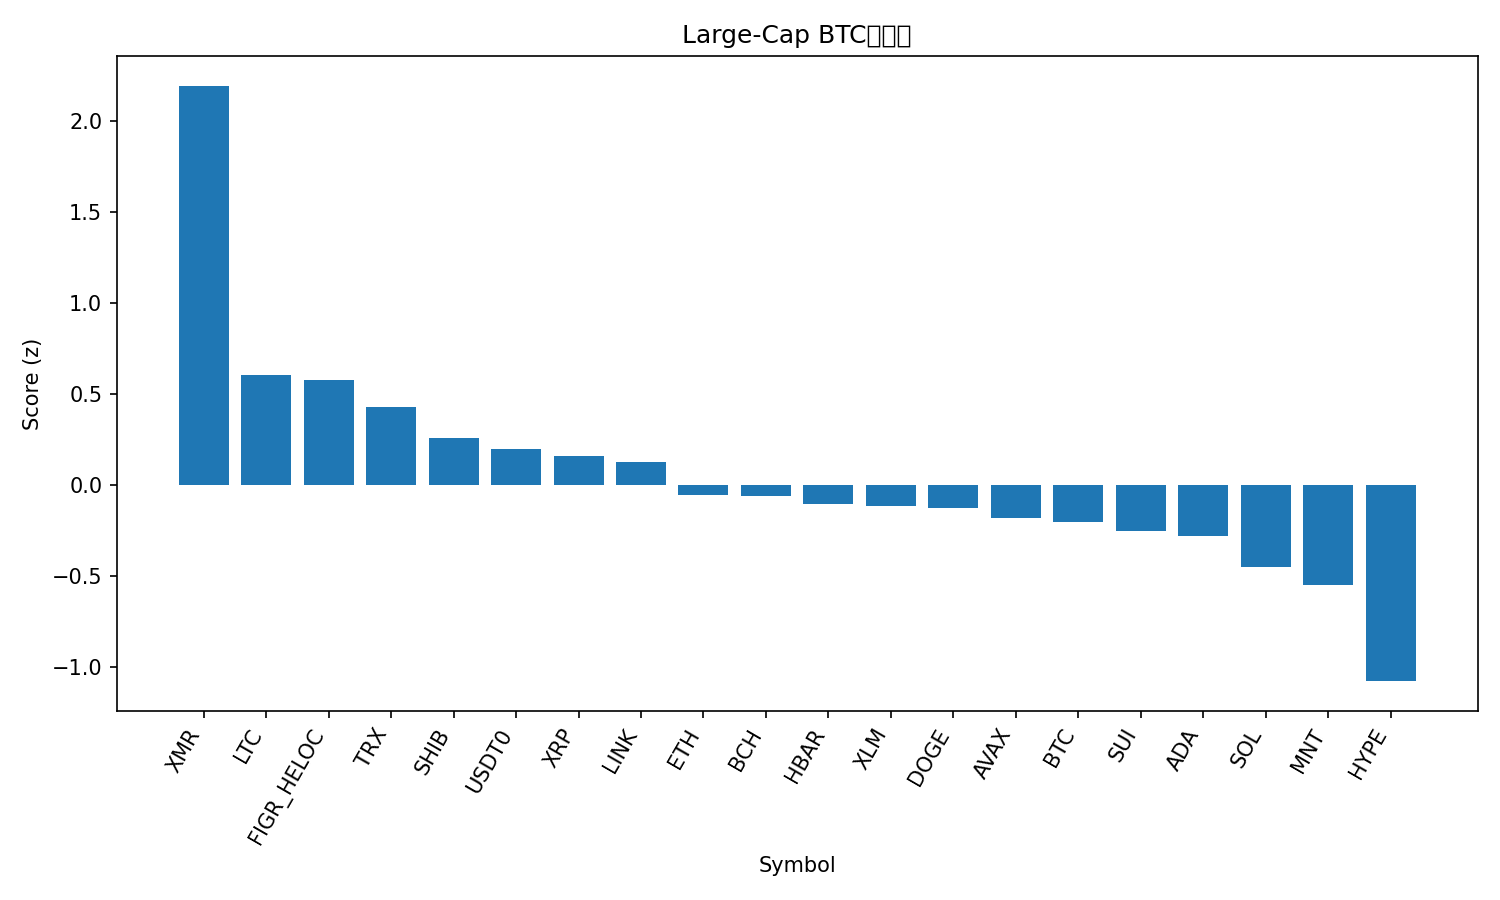 Large-Cap BTC
Score (z)
2.0
1.5
1.0
0.5
0.0
−0.5
−1.0
XMR
LTC
FIGR_HELOC
TRX
SHIB
USDT0
XRP
LINK
ETH
BCH
HBAR
XLM
DOGE
AVAX
BTC
SUI
ADA
SOL
MNT
HYPE
Symbol